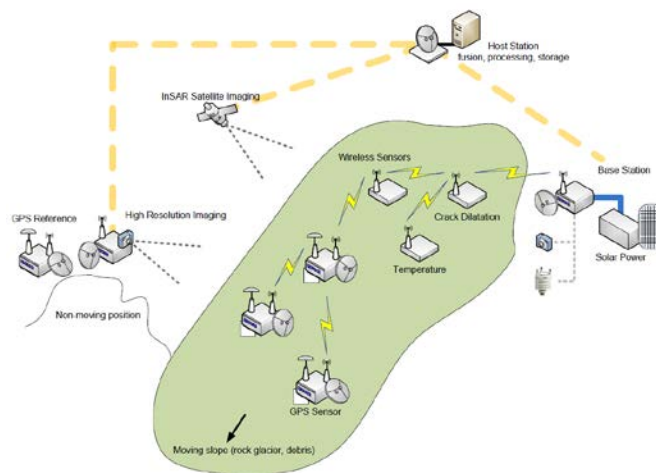 Host Station
fusion, processing, storage
InSAR Satellite Imaging
Wireless Sensors
Base Station
GPS Reference
High Resolution Imaging
Crack Dilatation
Solar Power
Temperature
Non-moving position
GPS Sensor
Moving slope (rock glacior, debris)